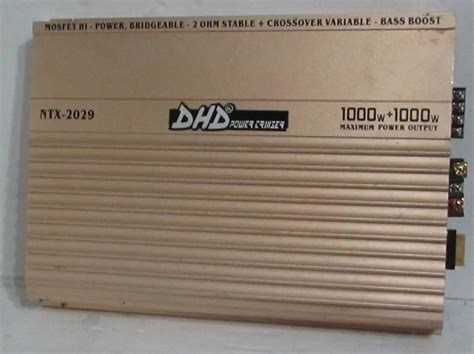 MOSFET HI - POWER, BRIDGEABLE - 2 OHM STABLE + CROSSOVER VARIABLE - BASS BOOST
NTX-2029
DHD
POWER CRUISER
1000W+1000W
MAXIMUM POWER OUTPUT